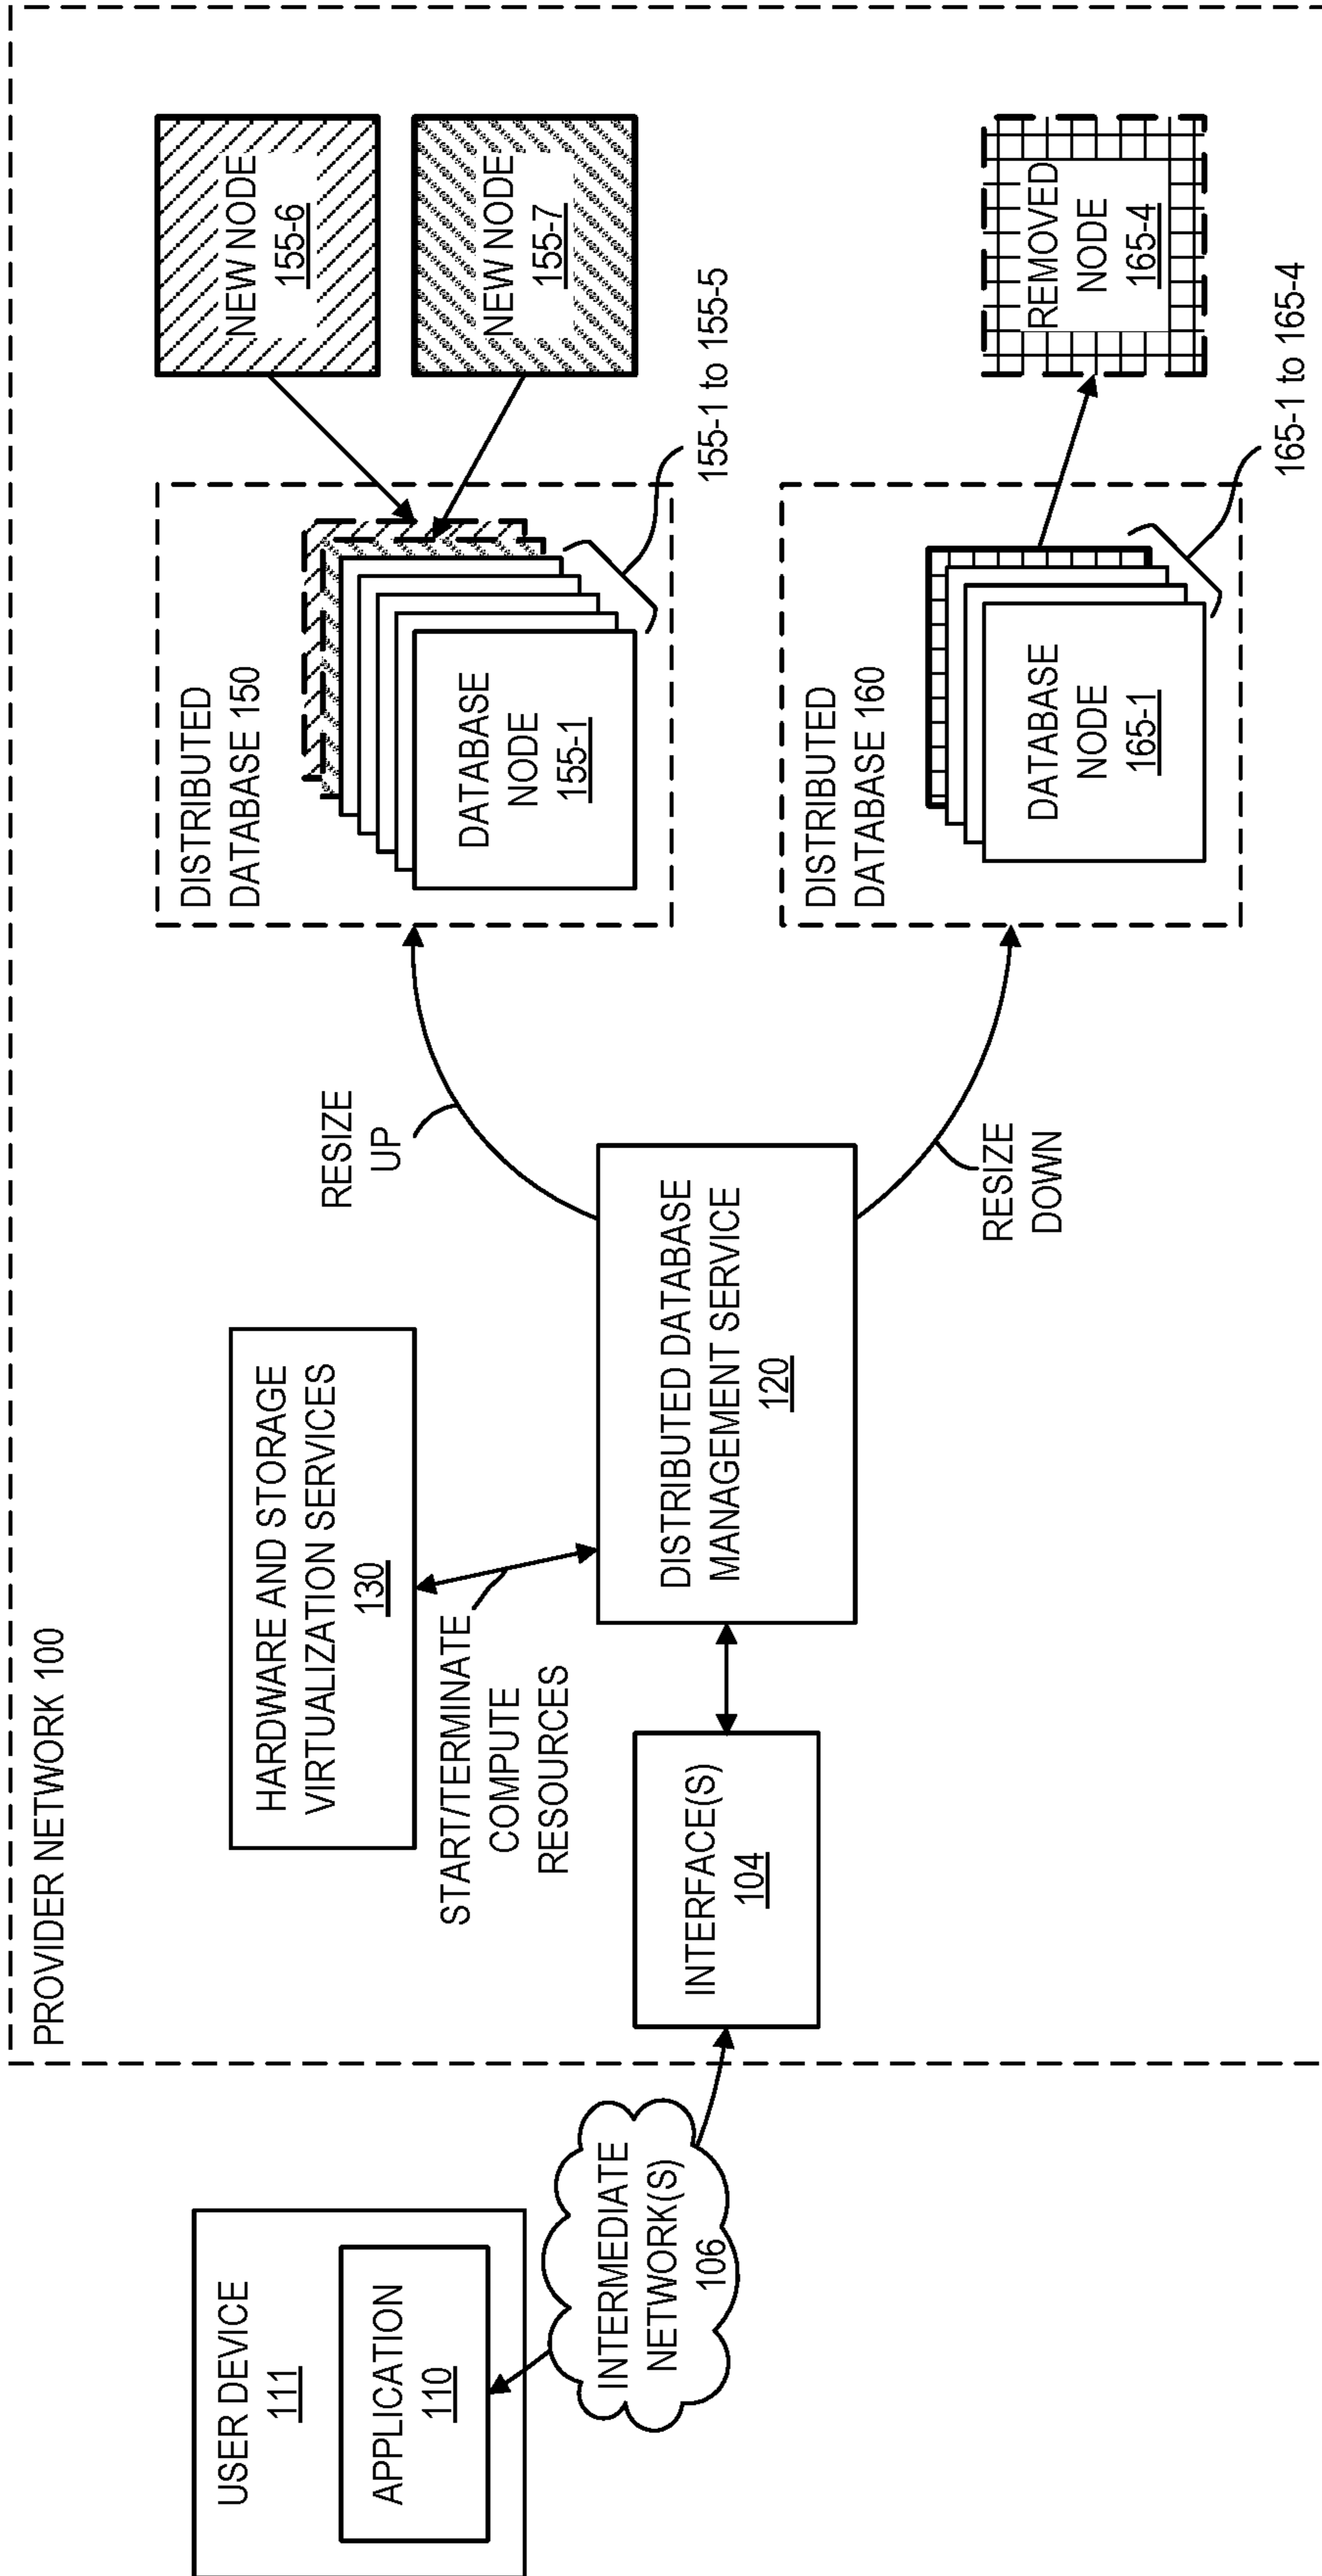 PROVIDER NETWORK 100
USER DEVICE
111
APPLICATION
110
INTERMEDIATE
NETWORK(S)
106
INTERFACE(S)
104
HARDWARE AND STORAGE
VIRTUALIZATION SERVICES
130
START/TERMINATE
COMPUTE
RESOURCES
DISTRIBUTED DATABASE
MANAGEMENT SERVICE
120
RESIZE
UP
RESIZE
DOWN
DISTRIBUTED
DATABASE 150
DATABASE
NODE
155-1
155-1 to 155-5
NEW NODE
155-6
NEW NODE
155-7
DISTRIBUTED
DATABASE 160
DATABASE
NODE
165-1
165-1 to 165-4
REMOVED
NODE
165-4